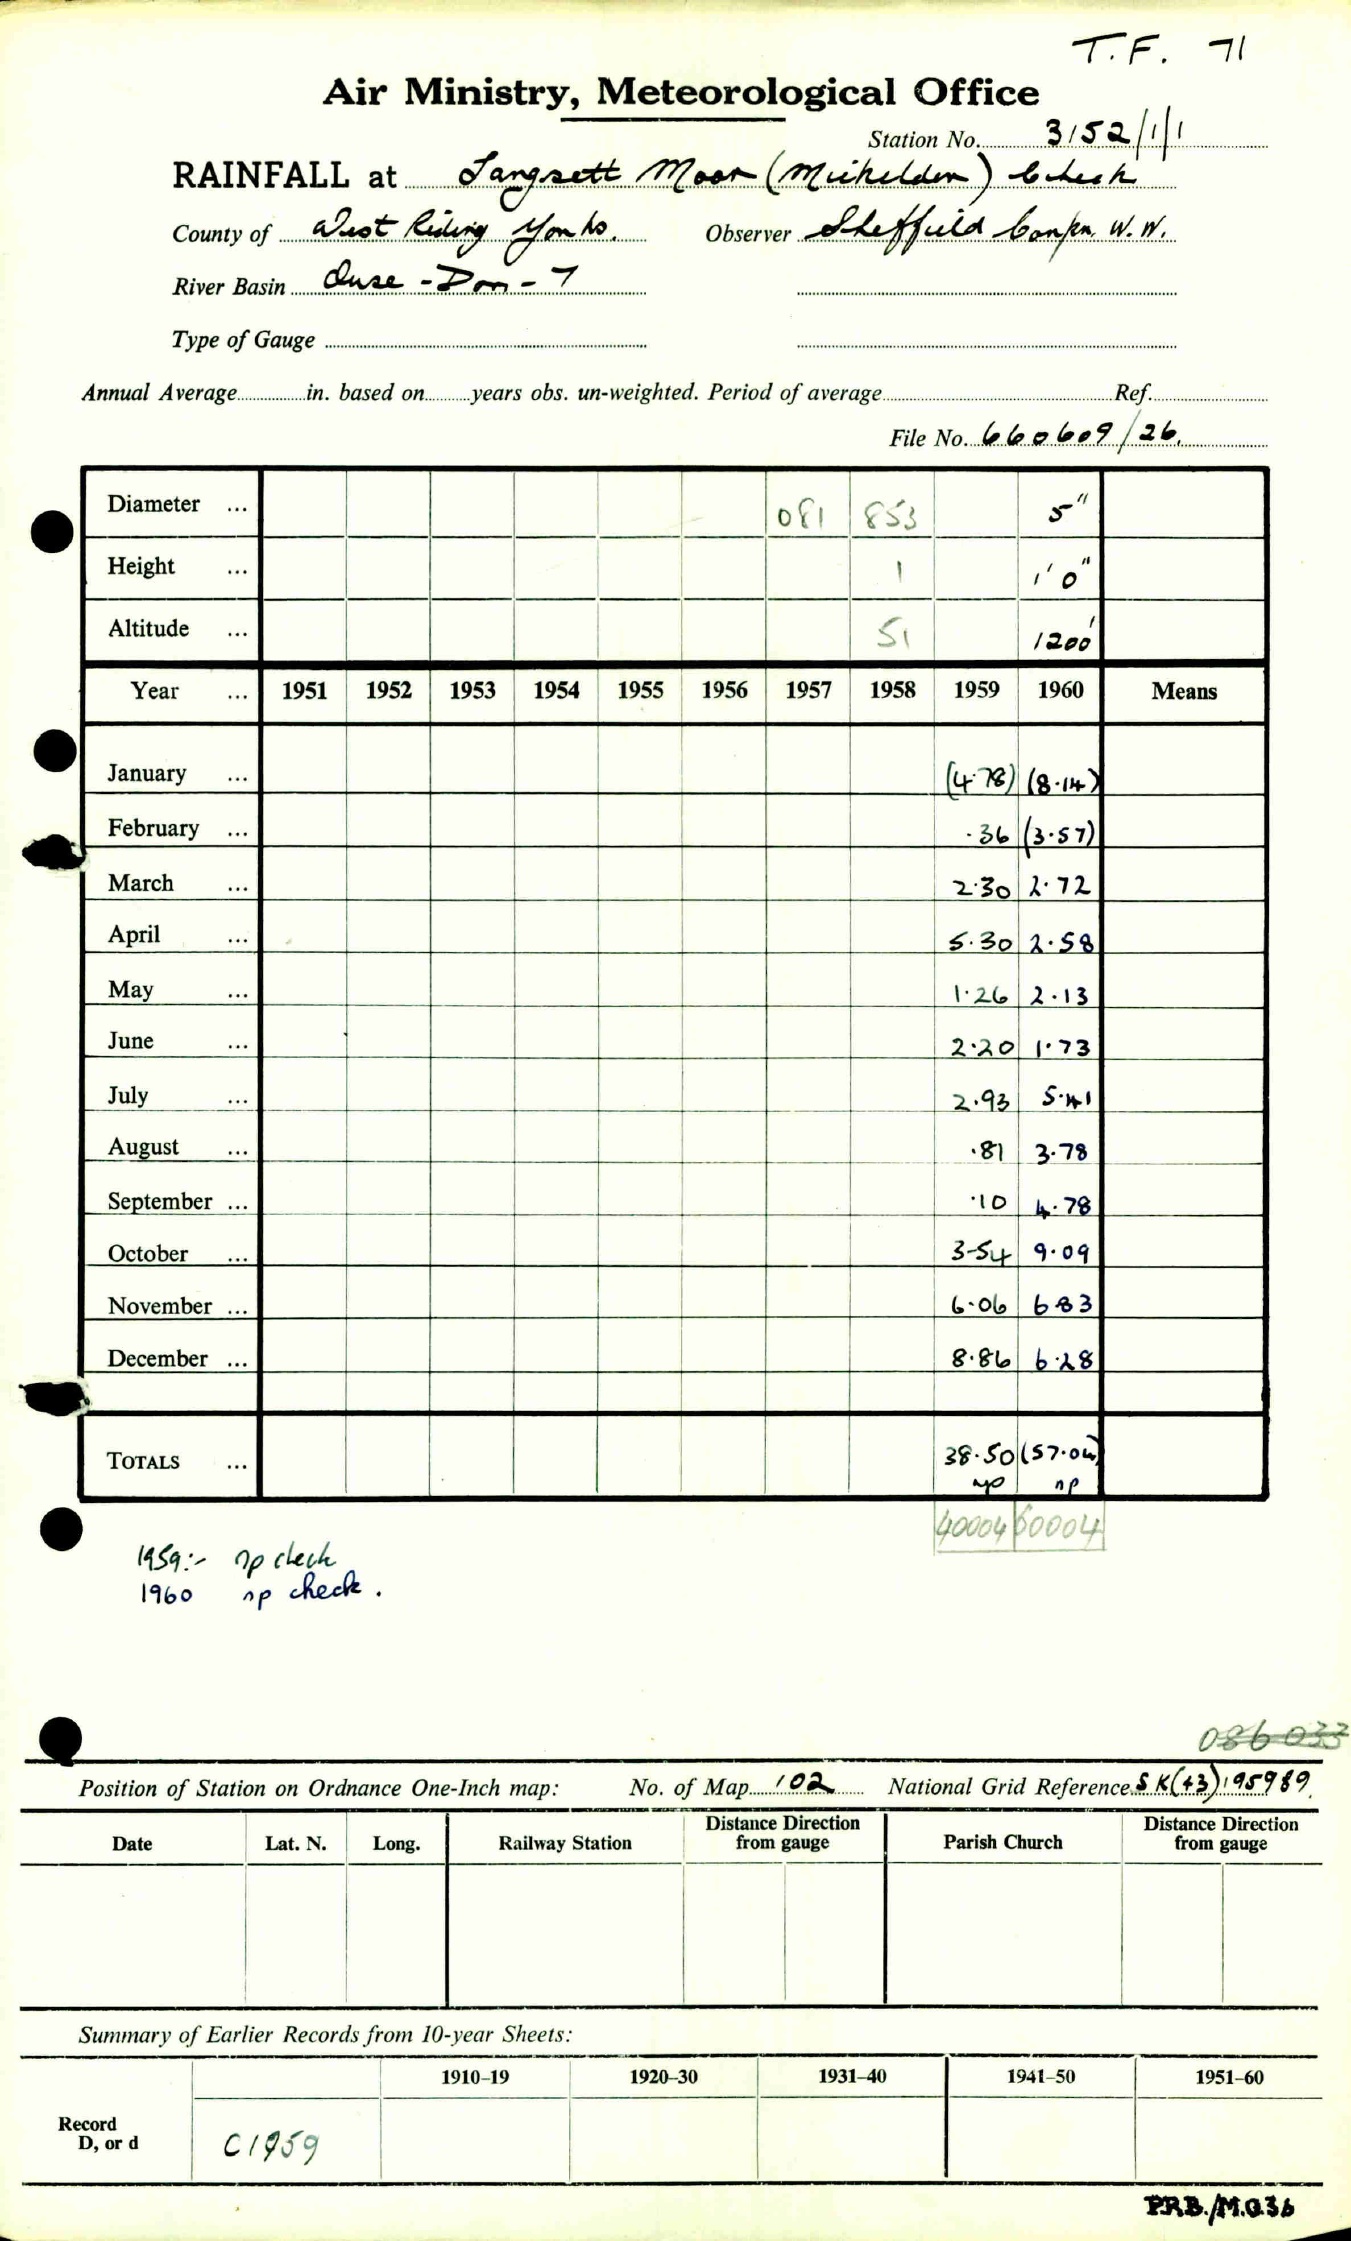 T.F. 71
Air Ministry, Meteorological Office
Station No. 3152/1/1
RAINFALL at Langsett Moor (Mickelden) Check
County of West Riding Yorks. Observer Sheffield Corpn. W.W.
River Basin Ouse - Don - 7
Type of Gauge
Annual Average in. based on years obs. un-weighted. Period of average Ref.
File No. 660609/26.
Diameter ... 081 853 5"
Height ... 1 1' 0"
Altitude ... 51 1200'
Year ... 1951 1952 1953 1954 1955 1956 1957 1958 1959 1960 Means
January ... (4.78) (8.14)
February ... .36 (3.57)
March ... 2.30 2.72
April ... 5.30 2.58
May ... 1.26 2.13
June ... 2.20 1.73
July ... 2.93 5.41
August ... .81 3.78
September ... .10 4.78
October ... 3.54 9.09
November ... 6.06 6.83
December ... 8.86 6.28
TOTALS ... 38.50 (57.04)
np np
40004 60004
1959:- np check
1960 np check.
086 033
Position of Station on Ordnance One-Inch map: No. of Map 102 National Grid Reference SK(43)195989.
Date Lat. N. Long. Railway Station Distance Direction from gauge Parish Church Distance Direction from gauge
Summary of Earlier Records from 10-year Sheets:
1910–19 1920–30 1931–40 1941–50 1951–60
Record
D, or d C1959
P.R.B./M.O.36